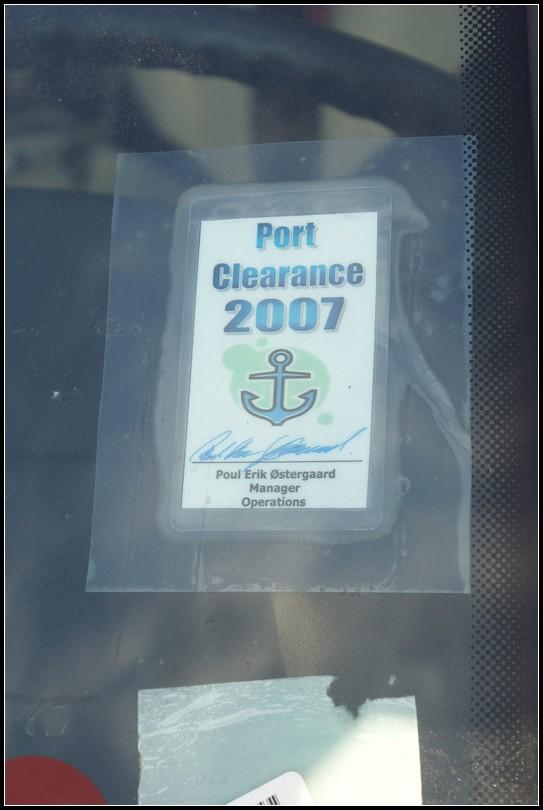 Port
Clearance
2007
Poul Erik Østergaard
Manager
Operations